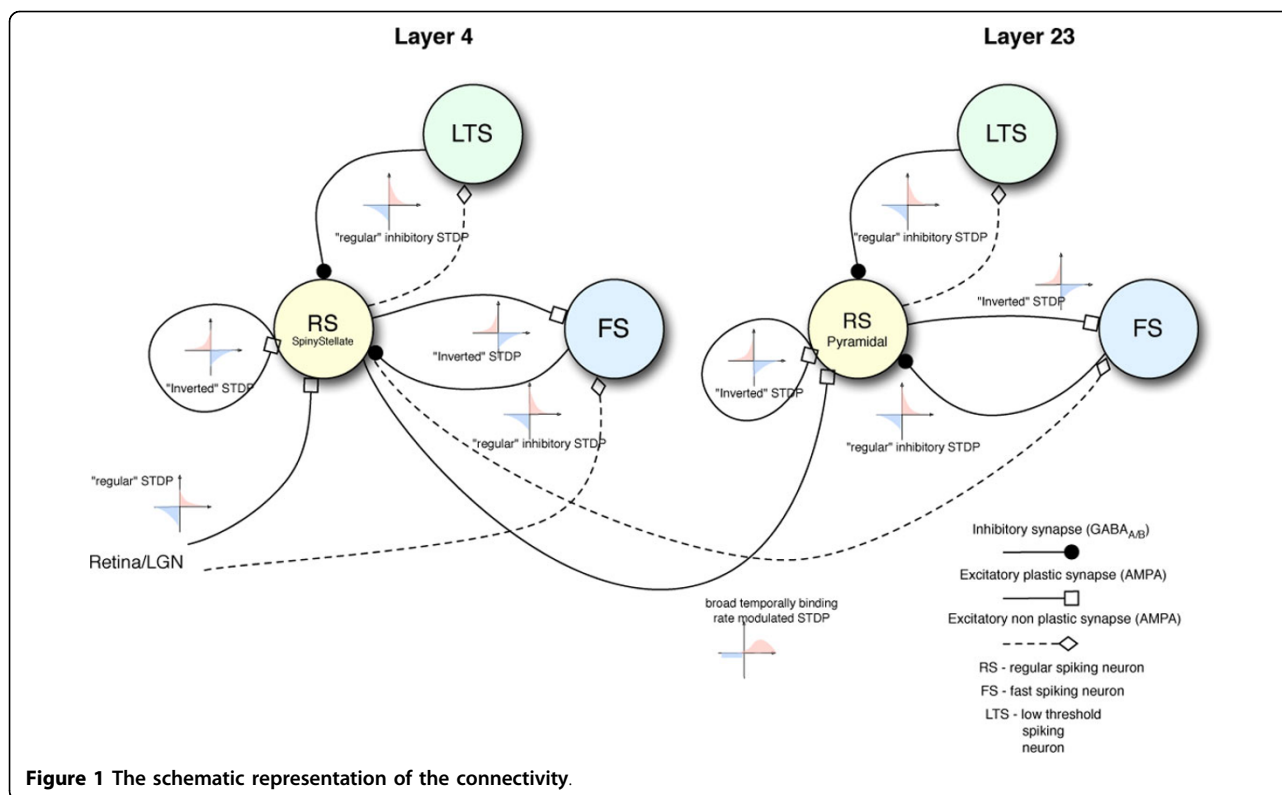 Layer 4
Layer 23
LTS
LTS
"regular" inhibitory STDP
"regular" inhibitory STDP
"Inverted" STDP
RS
SpinyStellate
FS
RS
Pyramidal
FS
"Inverted" STDP
"Inverted" STDP
"Inverted" STDP
"regular" inhibitory STDP
"regular" inhibitory STDP
"regular" STDP
Retina/LGN
broad temporally binding
rate modulated STDP
Inhibitory synapse (GABA_A/B)
Excitatory plastic synapse (AMPA)
Excitatory non plastic synapse (AMPA)
RS - regular spiking neuron
FS - fast spiking neuron
LTS - low threshold
spiking
neuron
Figure 1 The schematic representation of the connectivity.